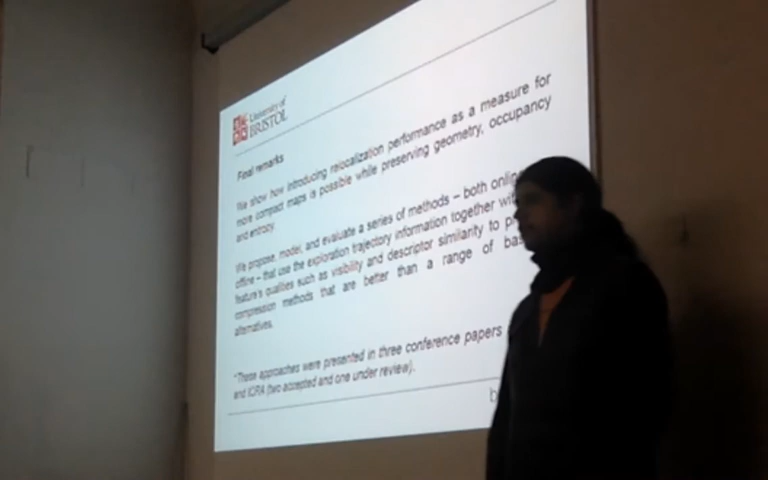 University of
BRISTOL
Final remarks
We show how introducing relocalization performance as a measure for
more compact maps is possible while preserving geometry, occupancy
and entropy.
We propose, model, and evaluate a series of methods – both online
offline – that use the exploration trajectory information together
feature's qualities such as visibility and descriptor similarity to
compression methods that are better than a range of
alternatives.
*These approaches were presented in three conference papers
and ICRA (two accepted and one under review).